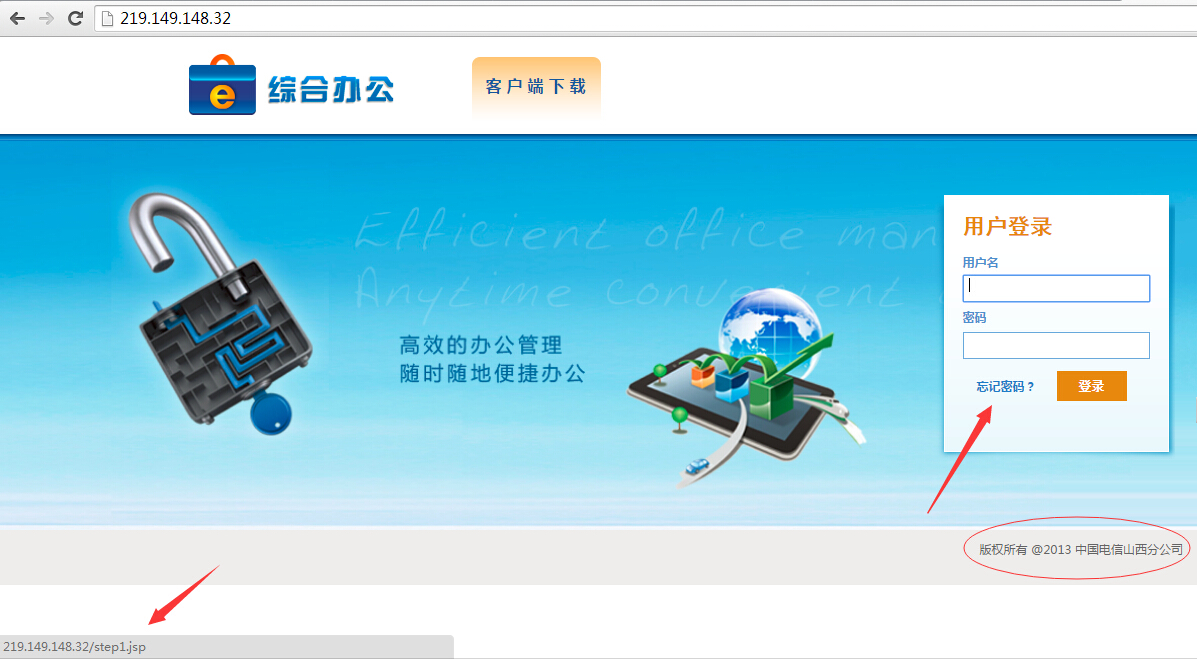 219.149.148.32
e 综合办公
客户端下载
Efficient office man
Anytime convenient
高效的办公管理
随时随地便捷办公
用户登录
用户名
密码
忘记密码？ 登录
版权所有 @2013 中国电信山西分公司
219.149.148.32/step1.jsp